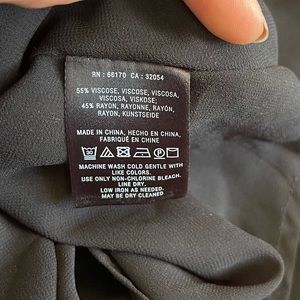 RN : 66170 CA : 32054
55% VISCOSE, VISCOSE, VISCOSA,
VISCOSA, VISKOSE;
45% RAYON, RAYONNE, RAYÓN,
RAYON, KUNSTSEIDE
MADE IN CHINA, HECHO EN CHINA,
FABRIQUÉ EN CHINE
30
MACHINE WASH COLD GENTLE WITH
LIKE COLORS.
USE ONLY NON-CHLORINE BLEACH.
LINE DRY.
LOW IRON AS NEEDED.
MAY BE DRY CLEANED